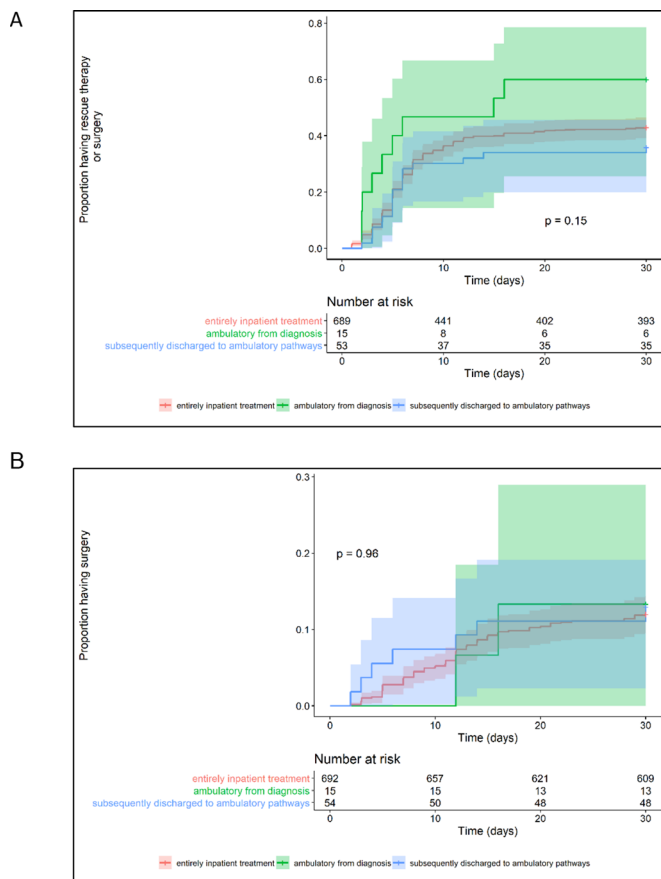 A
Proportion having rescue therapy
or surgery
0.8
0.6
0.4
0.2
0.0
p = 0.15
0 10 20 30
Time (days)
Number at risk
entirely inpatient treatment 689 441 402 393
ambulatory from diagnosis 15 8 6 6
subsequently discharged to ambulatory pathways 53 37 35 35
0 10 20 30
Time (days)
entirely inpatient treatment ambulatory from diagnosis subsequently discharged to ambulatory pathways
B
Proportion having surgery
0.3
0.2
0.1
0.0
p = 0.96
0 10 20 30
Time (days)
Number at risk
entirely inpatient treatment 692 657 621 609
ambulatory from diagnosis 15 15 13 13
subsequently discharged to ambulatory pathways 54 50 48 48
0 10 20 30
Time (days)
entirely inpatient treatment ambulatory from diagnosis subsequently discharged to ambulatory pathways